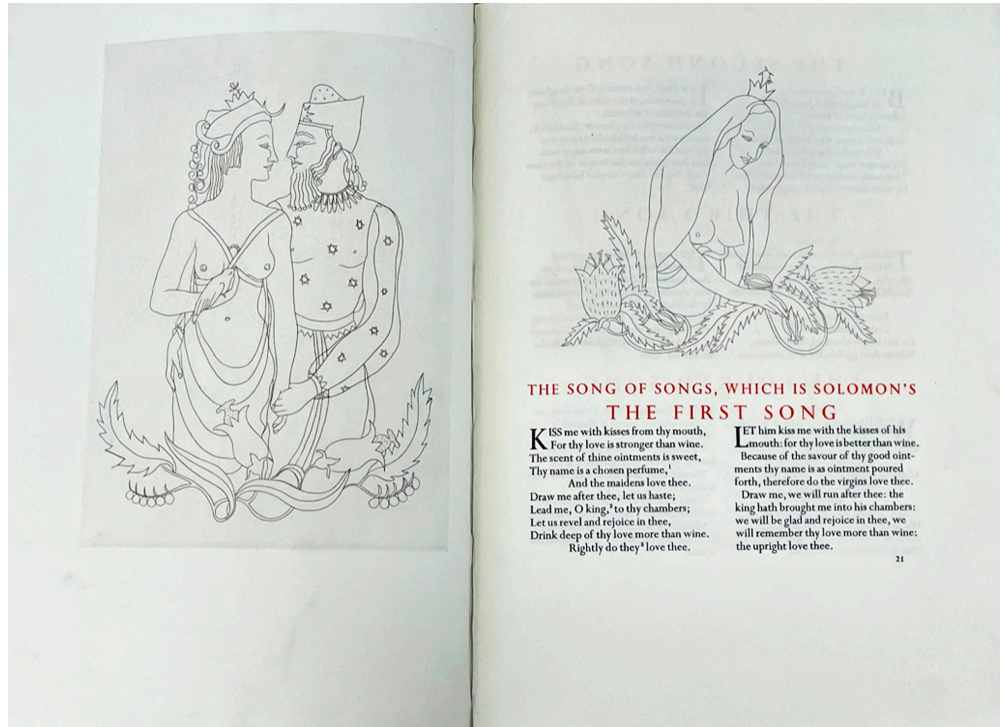 THE SONG OF SONGS, WHICH IS SOLOMON'S
THE FIRST SONG
KISS me with kisses from thy mouth,
For thy love is stronger than wine.
The scent of thine ointments is sweet,
Thy name is a chosen perfume,¹
And the maidens love thee.
Draw me after thee, let us haste;
Lead me, O king,² to thy chambers;
Let us revel and rejoice in thee,
Drink deep of thy love more than wine.
Rightly do they³ love thee.
LET him kiss me with the kisses of his
mouth: for thy love is better than wine.
Because of the savour of thy good oint-
ments thy name is as ointment poured
forth, therefore do the virgins love thee.
Draw me, we will run after thee: the
king hath brought me into his chambers:
we will be glad and rejoice in thee, we
will remember thy love more than wine:
the upright love thee.
21